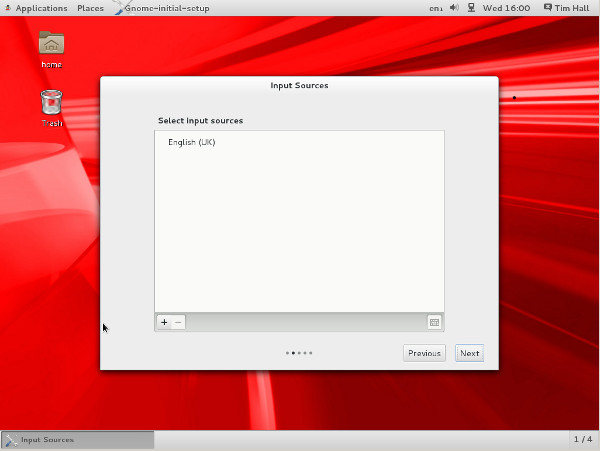 Applications Places Gnome-initial-setup en₁ Wed 16:00 Tim Hall
home
Trash
Input Sources
Select input sources
English (UK)
+ −
Previous Next
Input Sources 1 / 4